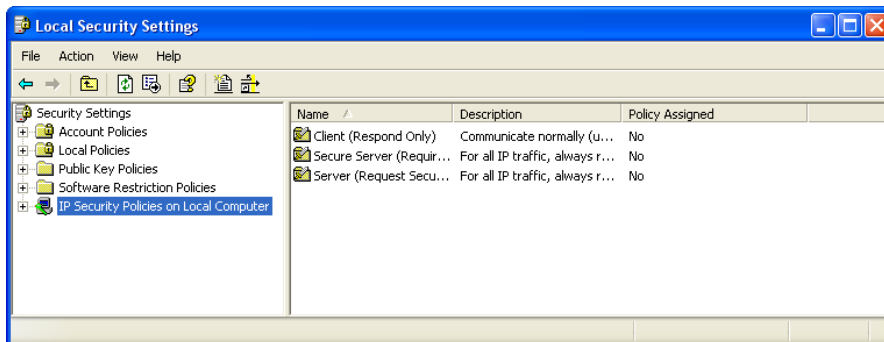 Local Security Settings
File Action View Help
Security Settings
Account Policies
Local Policies
Public Key Policies
Software Restriction Policies
IP Security Policies on Local Computer
Name Description Policy Assigned
Client (Respond Only) Communicate normally (u... No
Secure Server (Requir... For all IP traffic, always r... No
Server (Request Secu... For all IP traffic, always r... No